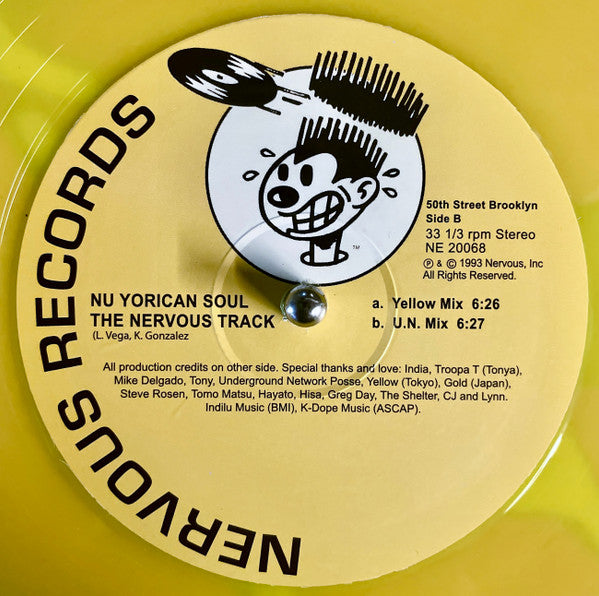 NERVOUS RECORDS
50th Street Brooklyn
Side B
33 1/3 rpm Stereo
NE 20068
℗ & © 1993 Nervous, Inc
All Rights Reserved.
TM
NU YORICAN SOUL
THE NERVOUS TRACK
(L. Vega, K. Gonzalez
a. Yellow Mix 6:26
b. U.N. Mix 6:27
All production credits on other side. Special thanks and love: India, Troopa T (Tonya),
Mike Delgado, Tony, Underground Network Posse, Yellow (Tokyo), Gold (Japan),
Steve Rosen, Tomo Matsu, Hayato, Hisa, Greg Day, The Shelter, CJ and Lynn.
Indilu Music (BMI), K-Dope Music (ASCAP).